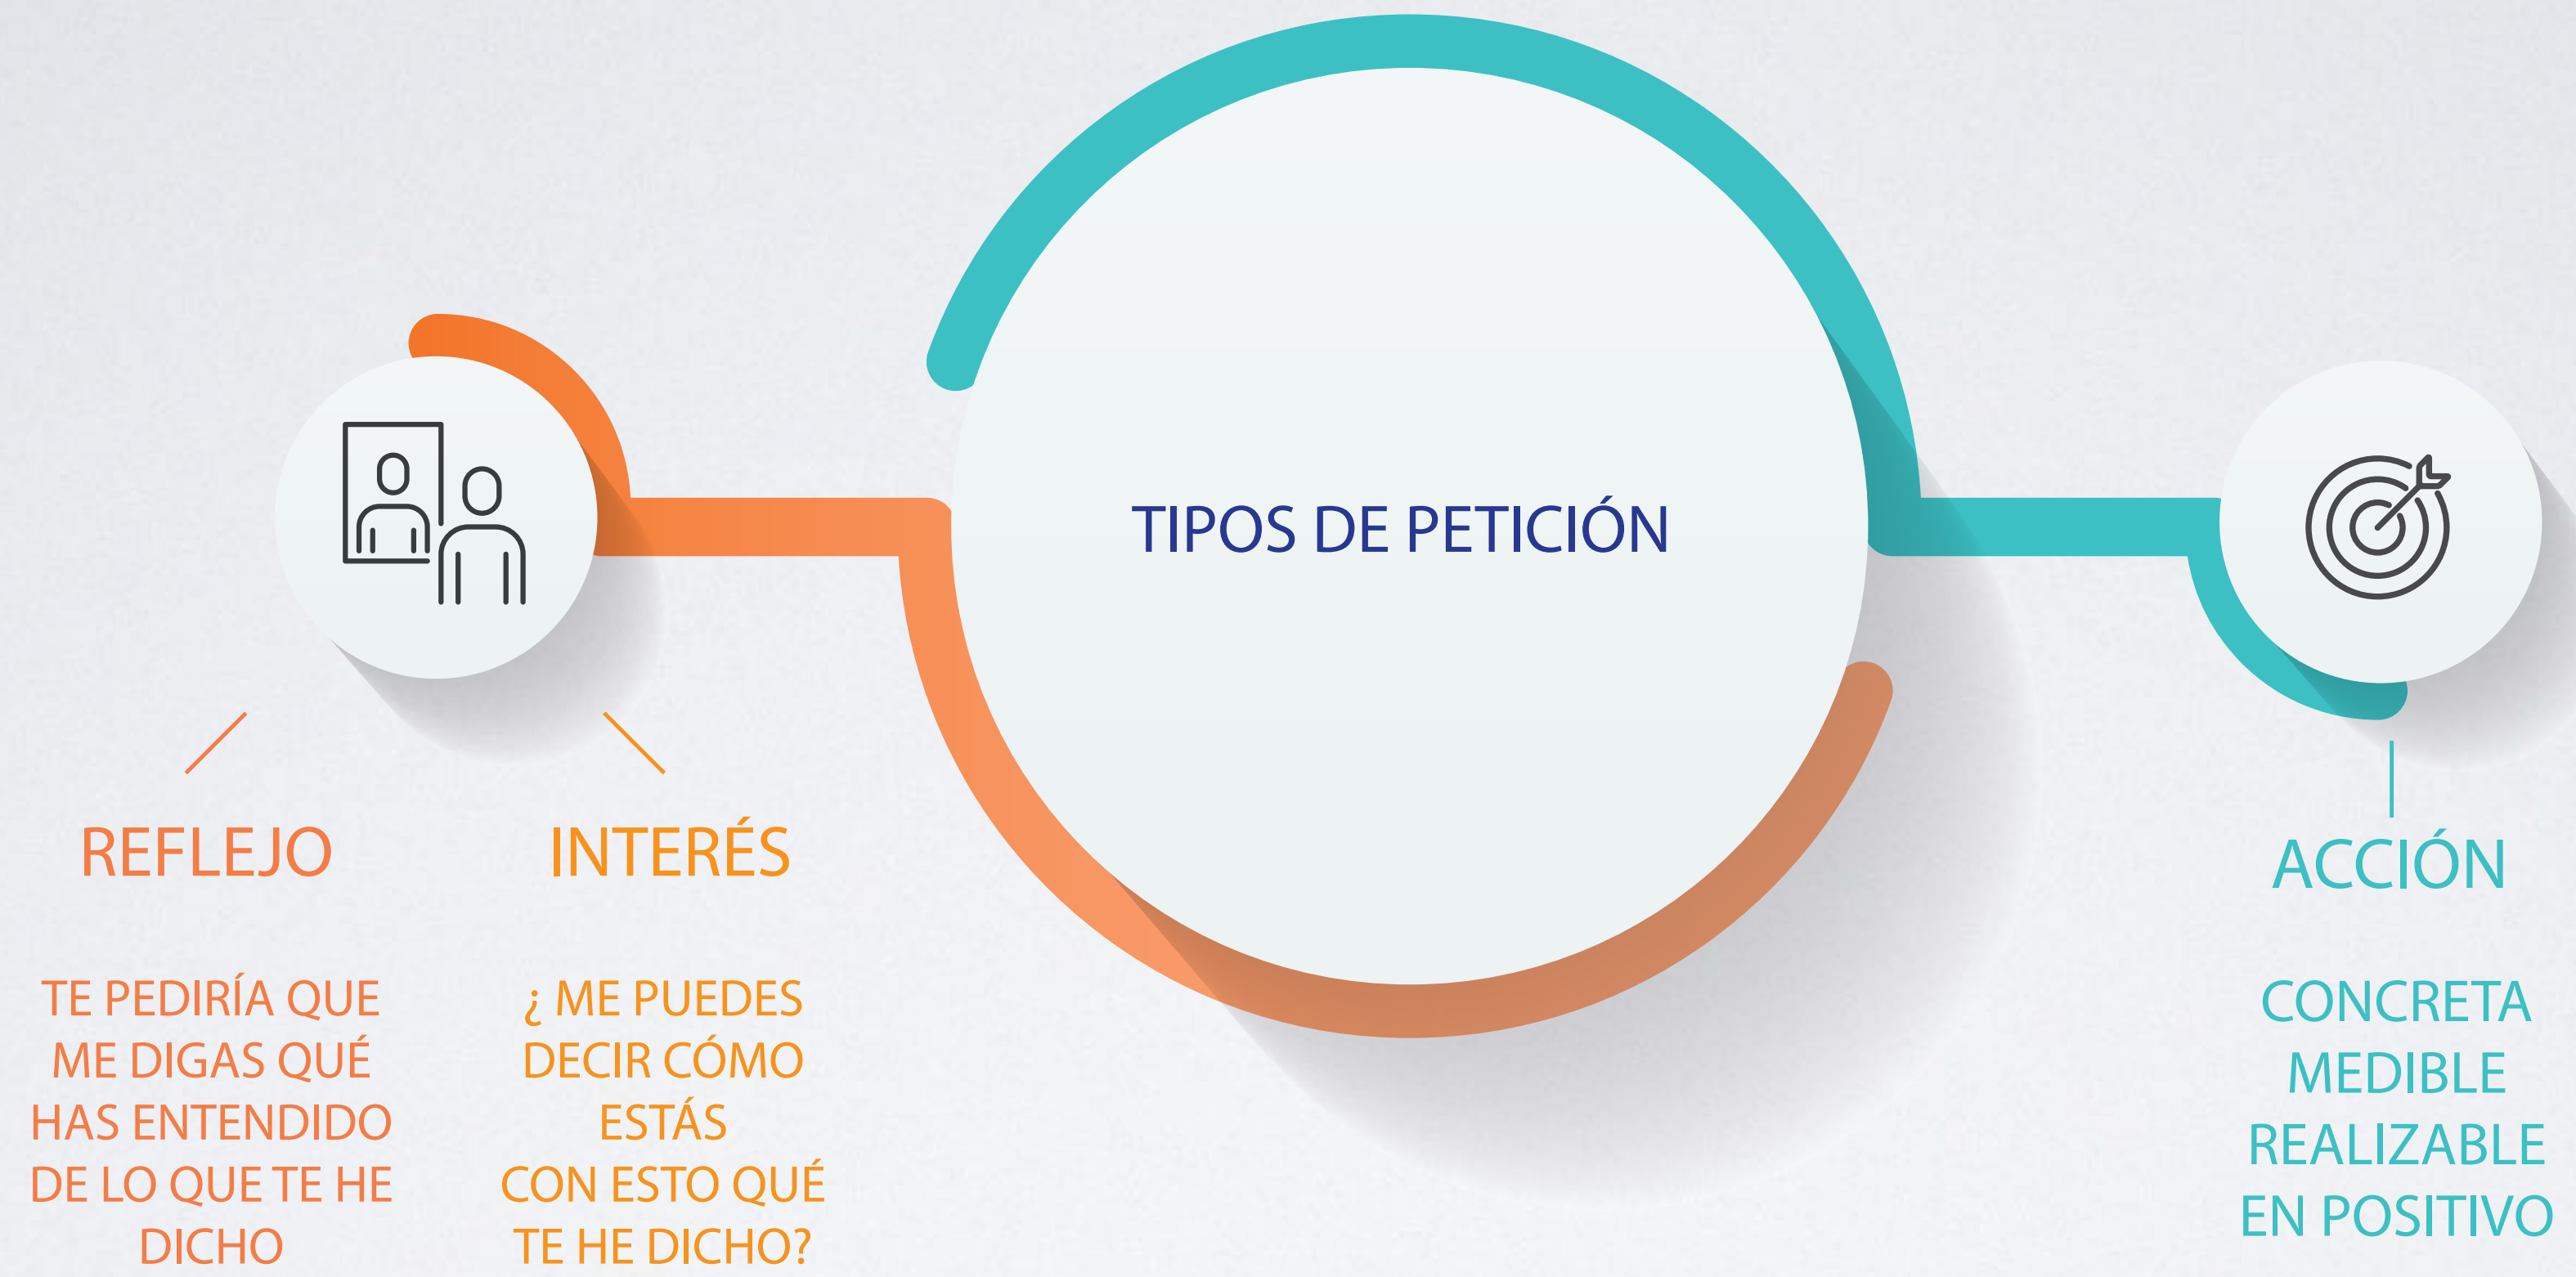 TIPOS DE PETICIÓN
REFLEJO
TE PEDIRÍA QUE
ME DIGAS QUÉ
HAS ENTENDIDO
DE LO QUE TE HE
DICHO
INTERÉS
¿ ME PUEDES
DECIR CÓMO
ESTÁS
CON ESTO QUÉ
TE HE DICHO?
ACCIÓN
CONCRETA
MEDIBLE
REALIZABLE
EN POSITIVO